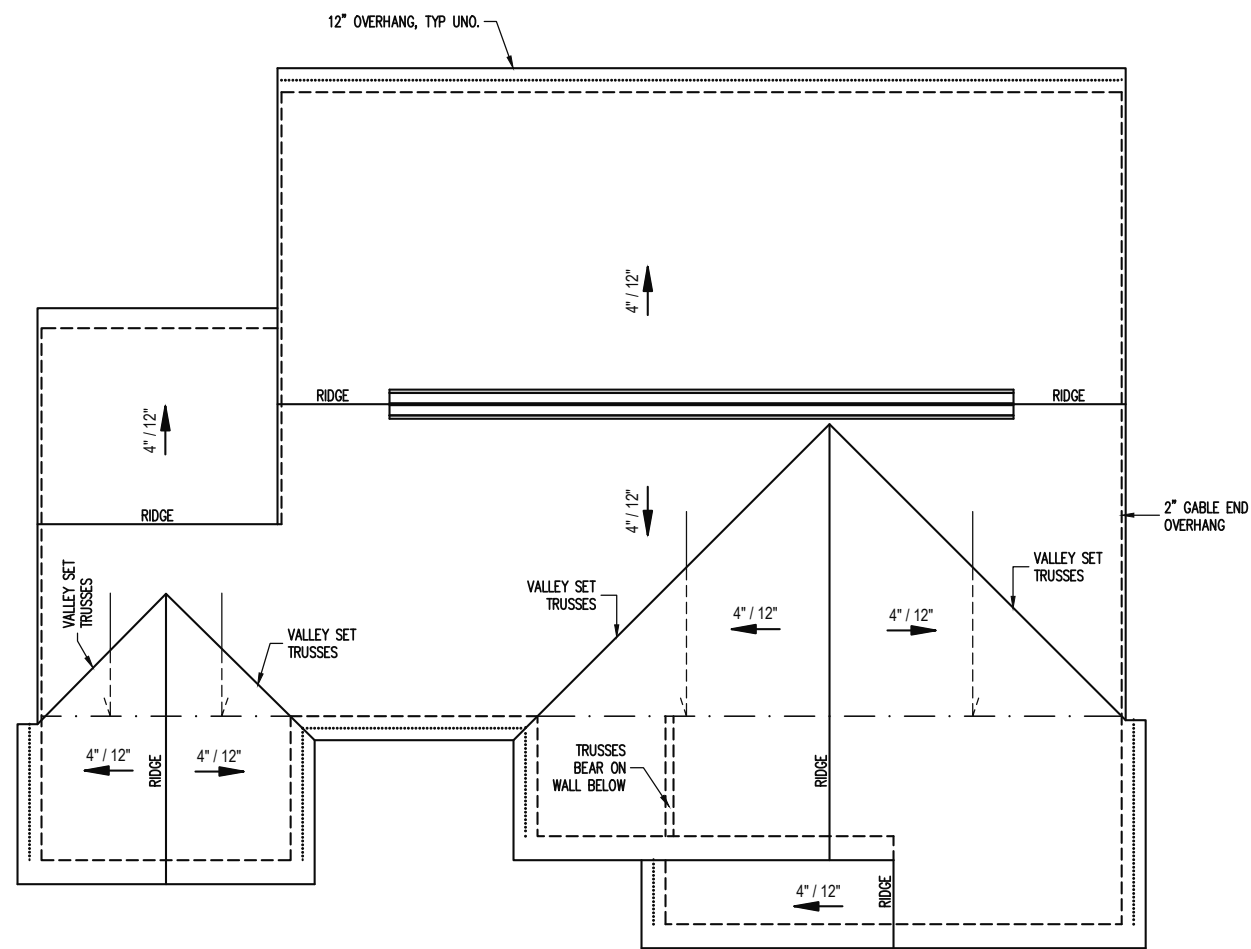 12" OVERHANG, TYP UNO.
4" / 12"
RIDGE
RIDGE
4" / 12"
RIDGE
4" / 12"
2" GABLE END
OVERHANG
VALLEY SET
TRUSSES
VALLEY SET
TRUSSES
VALLEY SET
TRUSSES
4" / 12"
4" / 12"
VALLEY SET
TRUSSES
4" / 12"
RIDGE
4" / 12"
TRUSSES
BEAR ON
WALL BELOW
RIDGE
4" / 12"
RIDGE